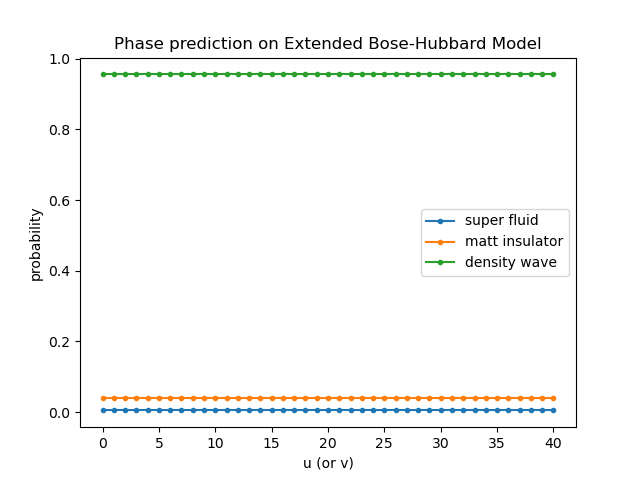 Phase prediction on Extended Bose-Hubbard Model
1.0
0.8
0.6
0.4
0.2
0.0
probability
super fluid
matt insulator
density wave
0 5 10 15 20 25 30 35 40
u (or v)